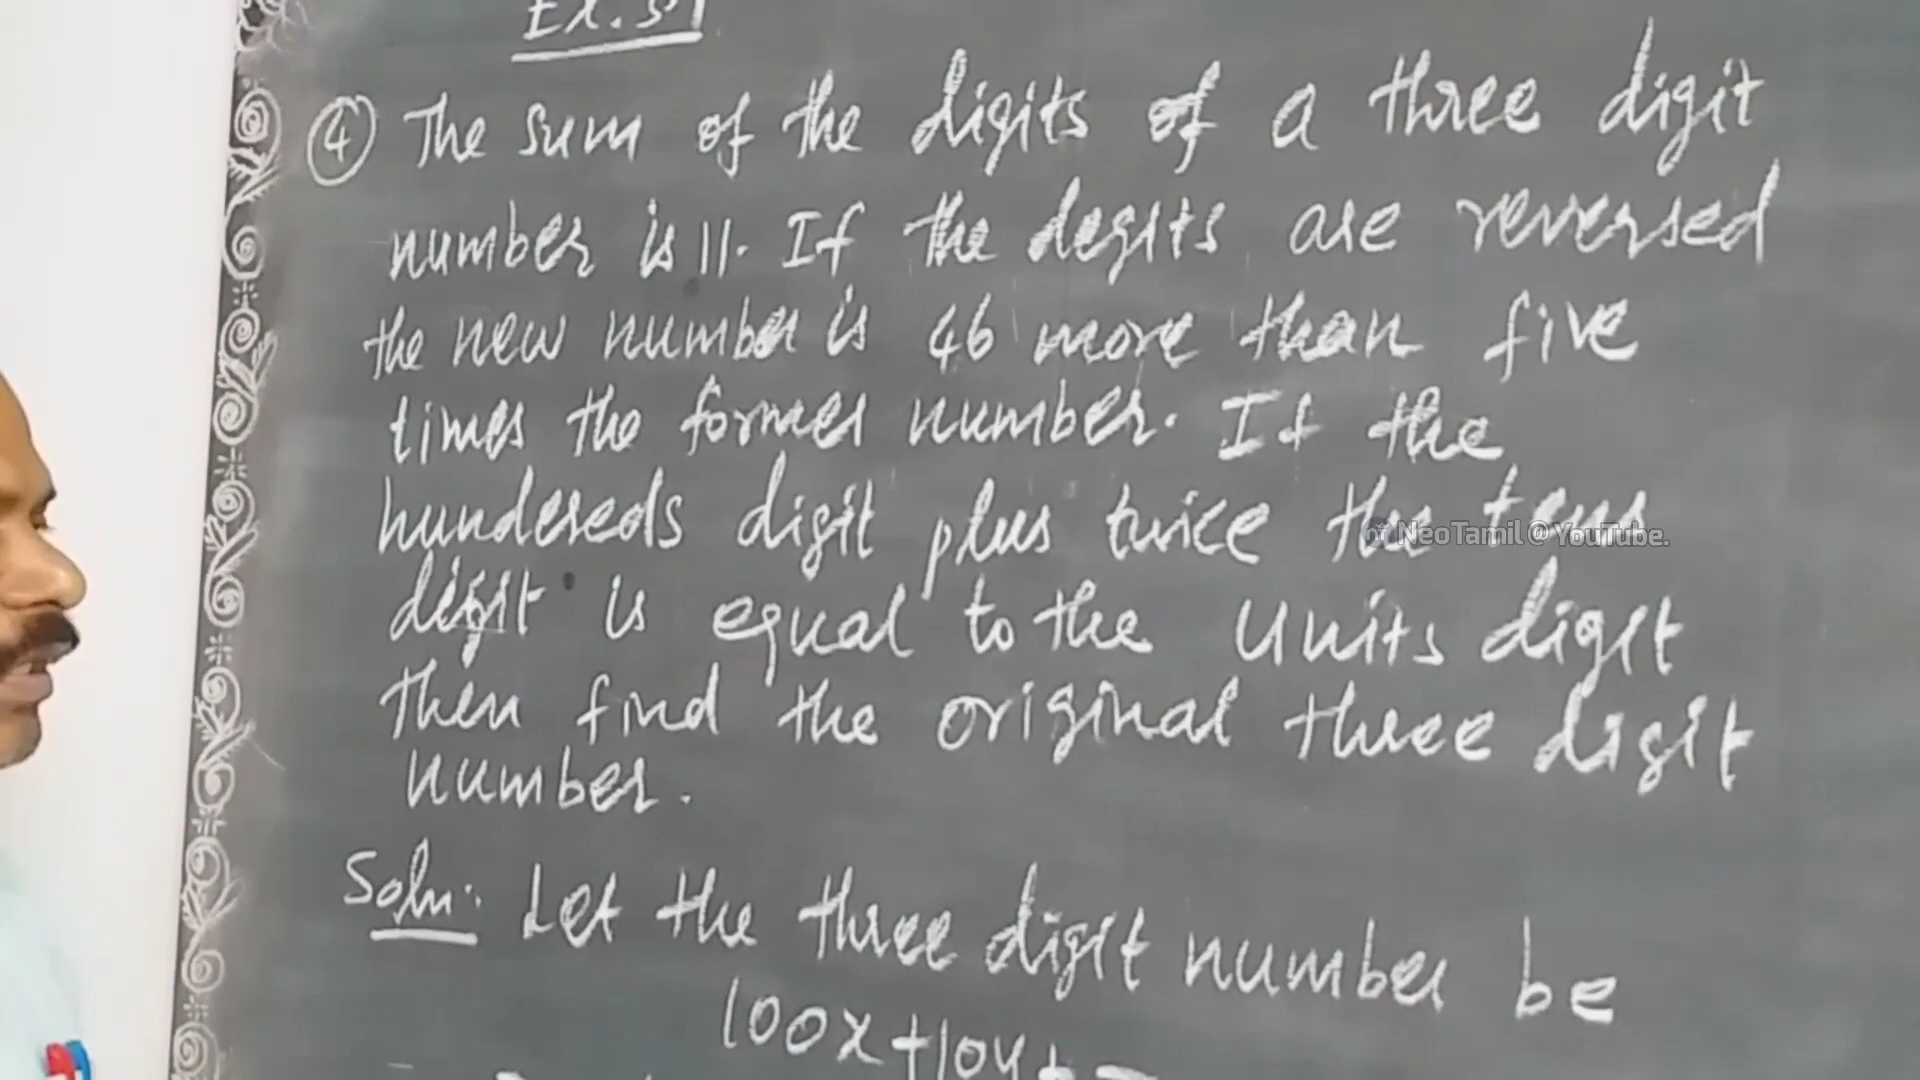 Ex. 3.1
④ The sum of the digits of a three digit
number is 11. If the degits are reversed
the new number is 46 more than five
times the former number. If the
hundereds digit plus twice the tens
NeoTamil @ YouTube.
digit is equal to the units digit
then find the original three digit
number.
Soln: Let the three digit number be
100x+10y+